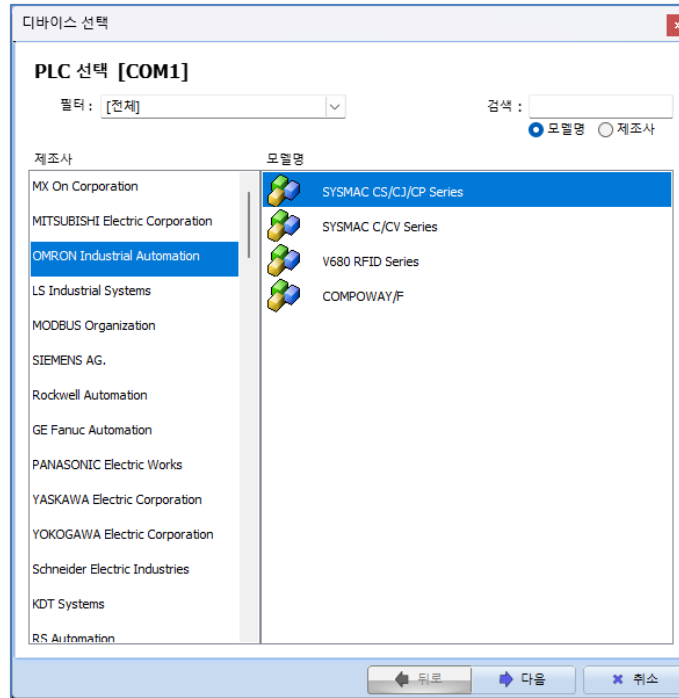 디바이스 선택
PLC 선택 [COM1]
필터 : [전체] 검색 :
모델명 제조사
제조사 모델명
MX On Corporation
MITSUBISHI Electric Corporation
OMRON Industrial Automation
LS Industrial Systems
MODBUS Organization
SIEMENS AG.
Rockwell Automation
GE Fanuc Automation
PANASONIC Electric Works
YASKAWA Electric Corporation
YOKOGAWA Electric Corporation
Schneider Electric Industries
KDT Systems
RS Automation
SYSMAC CS/CJ/CP Series
SYSMAC C/CV Series
V680 RFID Series
COMPOWAY/F
뒤로 다음 취소